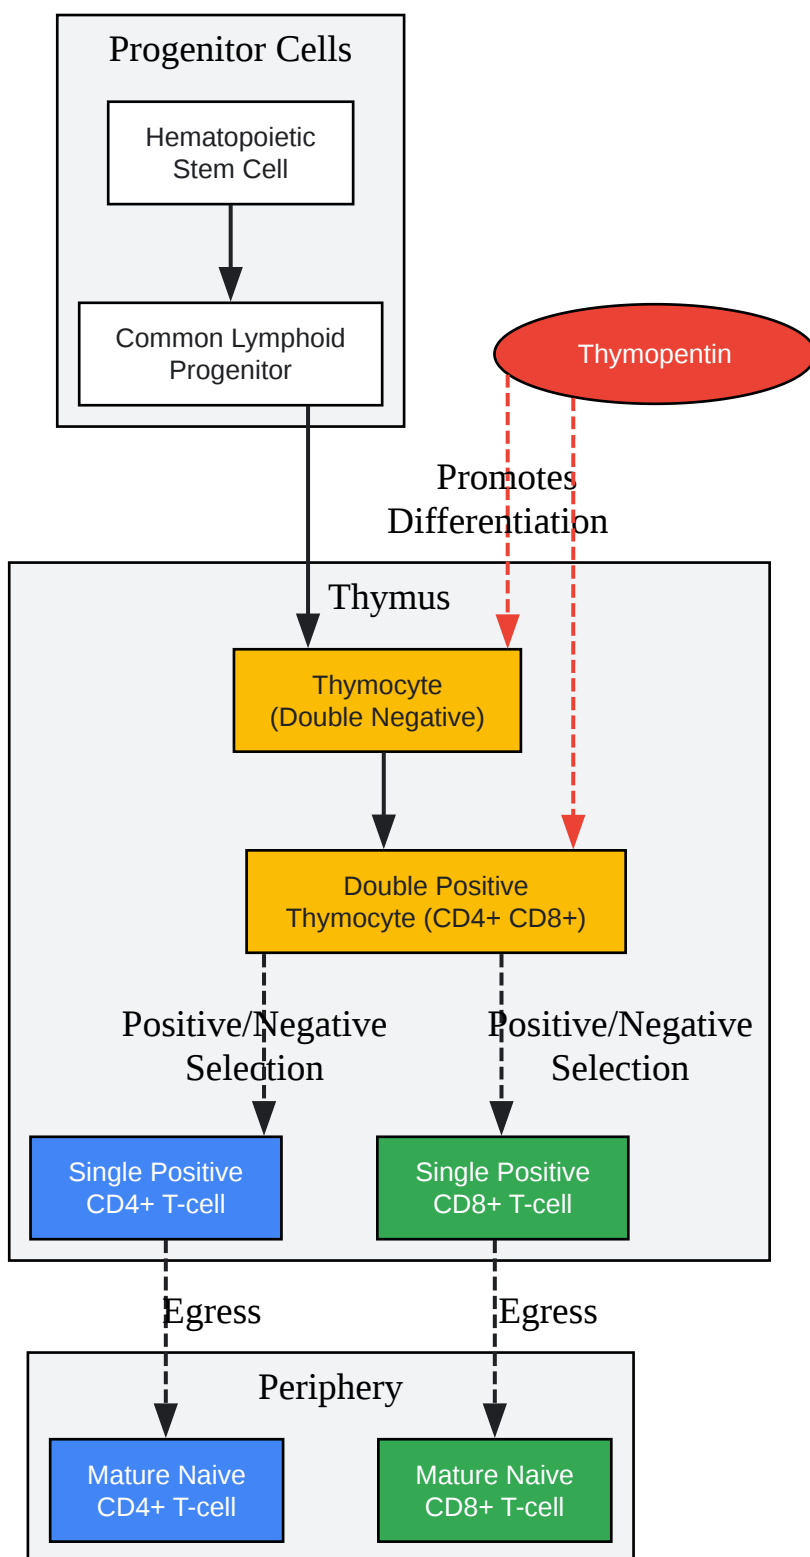 Progenitor Cells
Hematopoietic
Stem Cell
Common Lymphoid
Progenitor
Thymopentin
Promotes
Differentiation
Thymus
Thymocyte
(Double Negative)
Double Positive
Thymocyte (CD4+ CD8+)
Positive/Negative
Selection
Positive/Negative
Selection
Single Positive
CD4+ T-cell
Single Positive
CD8+ T-cell
Egress
Egress
Periphery
Mature Naive
CD4+ T-cell
Mature Naive
CD8+ T-cell